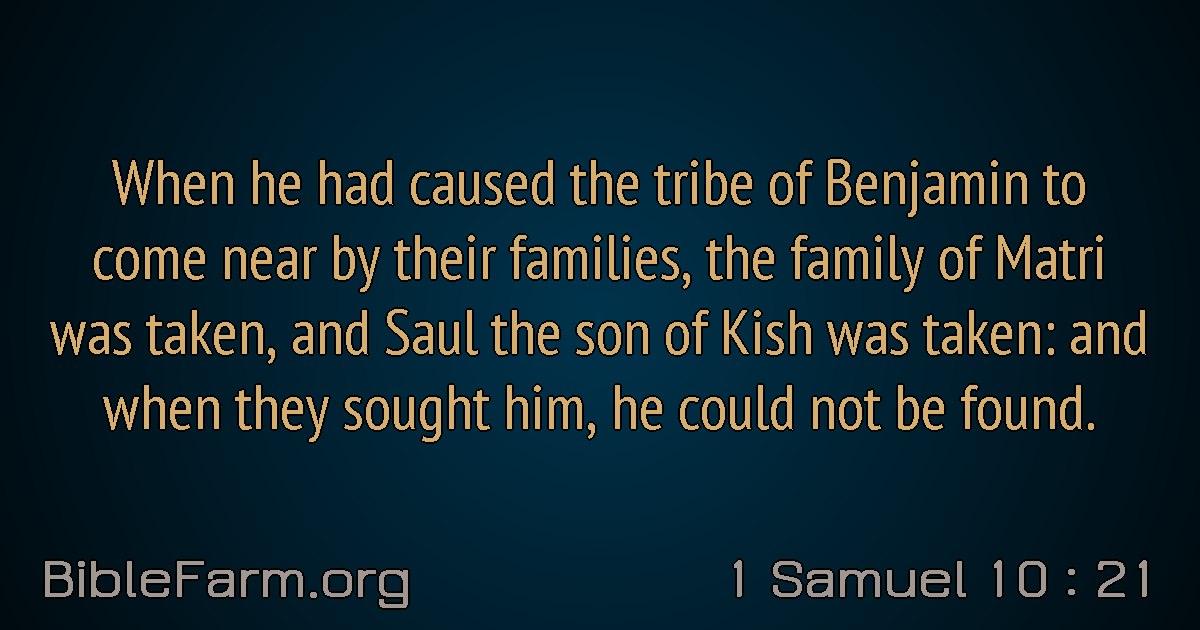 When he had caused the tribe of Benjamin to
come near by their families, the family of Matri
was taken, and Saul the son of Kish was taken: and
when they sought him, he could not be found.
BibleFarm.org
1 Samuel 10 : 21